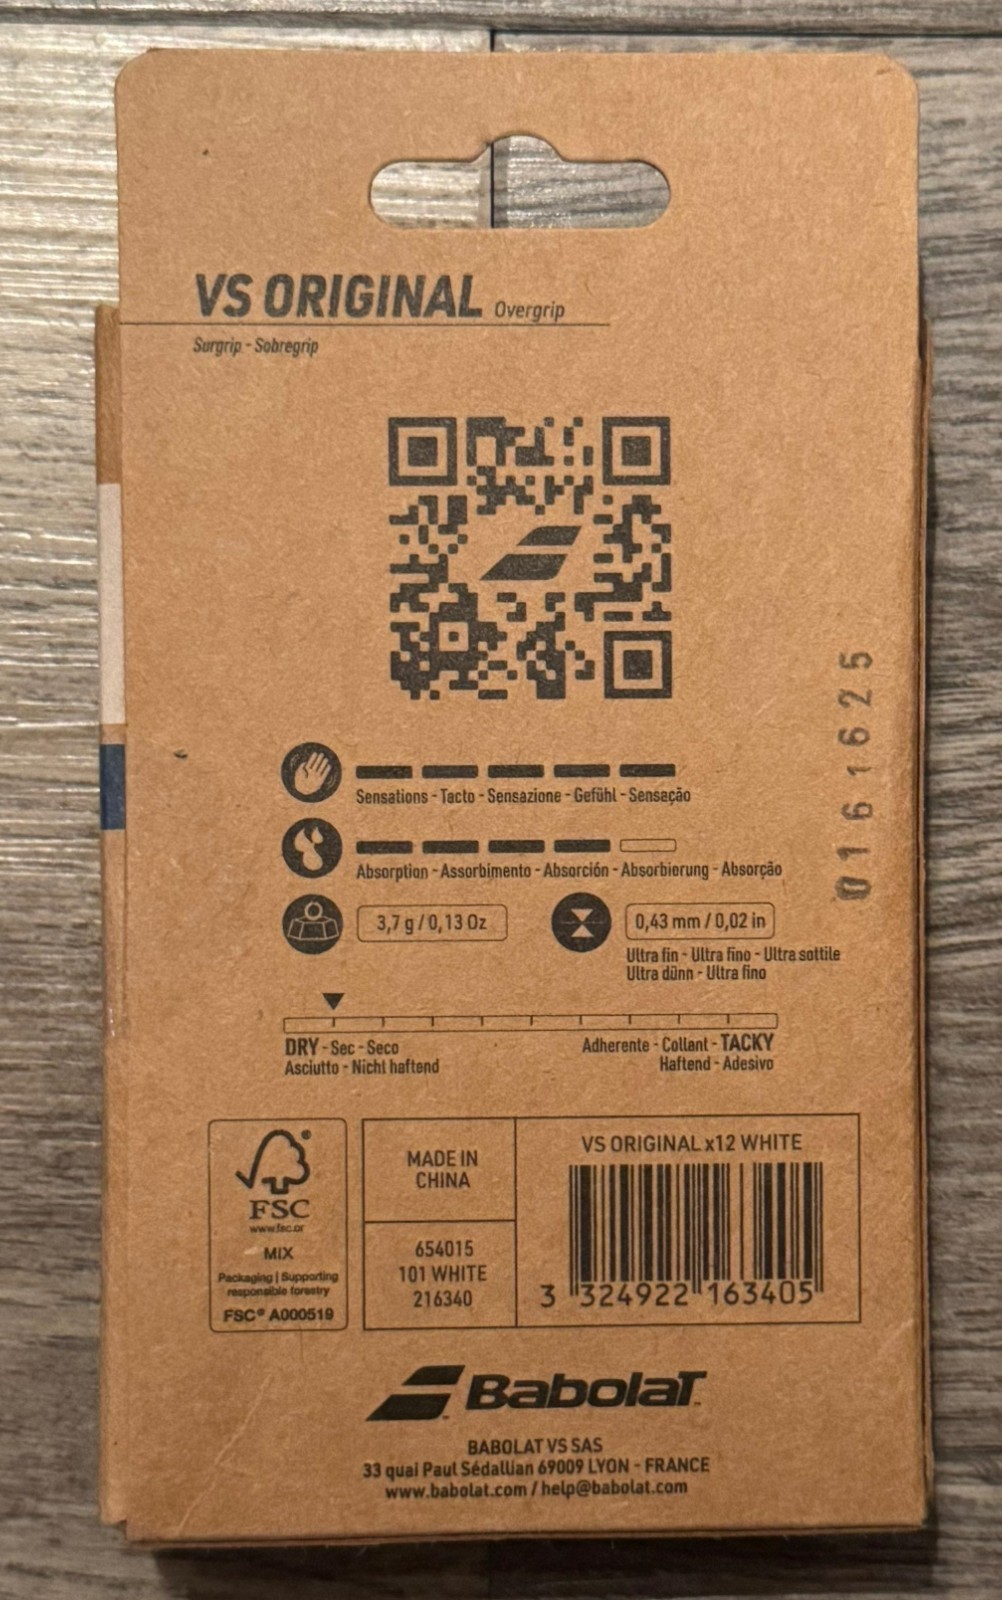 VS ORIGINAL Overgrip
Surgrip - Sobregrip
Sensations - Tacto - Sensazione - Gefühl - Sensação
Absorption - Assorbimento - Absorción - Absorbierung - Absorção
3,7 g / 0,13 Oz
0,43 mm / 0,02 in
Ultra fin - Ultra fino - Ultra sottile
Ultra dünn - Ultra fino
DRY - Sec - Seco
Asciutto - Nicht haftend
Adherente - Collant - TACKY
Haftend - Adesivo
016 1625
FSC®
www.fsc.or
MIX
Packaging | Supporting
responsible forestry
FSC® A000519
MADE IN
CHINA
654015
101 WHITE
216340
VS ORIGINAL x12 WHITE
3 324922 163405
Babolat™
BABOLAT VS SAS
33 quai Paul Sédallian 69009 LYON - FRANCE
www.babolat.com / help@babolat.com